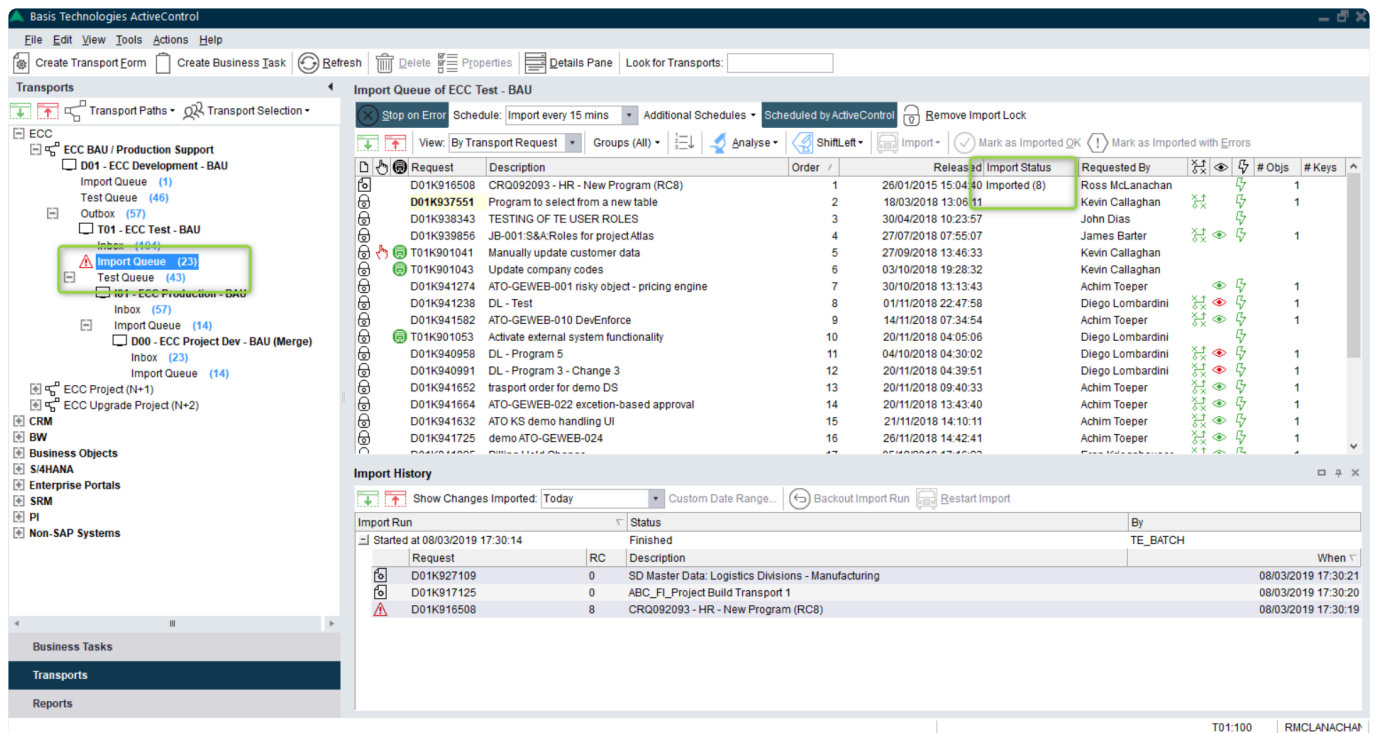 Basis Technologies ActiveControl
File Edit View Tools Actions Help
Create Transport Form Create Business Task Refresh Delete Properties Details Pane Look for Transports:
Transports
Transport Paths Transport Selection
ECC
ECC BAU / Production Support
D01 - ECC Development - BAU
Import Queue (1)
Test Queue (46)
Outbox (57)
T01 - ECC Test - BAU
Inbox (104)
Import Queue (23)
Test Queue (43)
I01 - ECC Production - BAU
Inbox (57)
Import Queue (14)
D00 - ECC Project Dev - BAU (Merge)
Inbox (23)
Import Queue (14)
ECC Project (N+1)
ECC Upgrade Project (N+2)
CRM
BW
Business Objects
S/4HANA
Enterprise Portals
SRM
PI
Non-SAP Systems
Business Tasks
Transports
Reports
Import Queue of ECC Test - BAU
Stop on Error Schedule: Import every 15 mins Additional Schedules Scheduled by ActiveControl Remove Import Lock
View: By Transport Request Groups (All) Analyse ShiftLeft Import Mark as Imported OK Mark as Imported with Errors
Request Description Order Released Import Status Requested By # Objs # Keys
D01K916508 CRQ092093 - HR - New Program (RC8) 1 26/01/2015 15:04:40 Imported (8) Ross McLanachan 1
D01K937551 Program to select from a new table 2 18/03/2018 13:06:11 Kevin Callaghan 1
D01K938343 TESTING OF TE USER ROLES 3 30/04/2018 10:23:57 John Dias
D01K939856 JB-001:S&A:Roles for project Atlas 4 27/07/2018 07:55:07 James Barter 1
T01K901041 Manually update customer data 5 27/09/2018 13:46:33 Kevin Callaghan
T01K901043 Update company codes 6 03/10/2018 19:28:32 Kevin Callaghan
D01K941274 ATO-GEWEB-001 risky object - pricing engine 7 30/10/2018 13:13:43 Achim Toeper 1
D01K941238 DL - Test 8 01/11/2018 22:47:58 Diego Lombardini 1
D01K941582 ATO-GEWEB-010 DevEnforce 9 14/11/2018 07:34:54 Achim Toeper 1
T01K901053 Activate external system functionality 10 20/11/2018 04:05:06 Diego Lombardini
D01K940958 DL - Program 5 11 04/10/2018 04:30:02 Diego Lombardini 1
D01K940991 DL - Program 3 - Change 3 12 20/11/2018 04:39:51 Diego Lombardini 1
D01K941652 trasport order for demo DS 13 20/11/2018 09:40:33 Achim Toeper 1
D01K941664 ATO-GEWEB-022 excetion-based approval 14 20/11/2018 13:43:40 Achim Toeper 1
D01K941632 ATO KS demo handling UI 15 21/11/2018 14:10:11 Achim Toeper 1
D01K941725 demo ATO-GEWEB-024 16 26/11/2018 14:42:41 Achim Toeper 1
Import History
Show Changes Imported: Today Custom Date Range... Backout Import Run Restart Import
Import Run Status By
Started at 08/03/2019 17:30:14 Finished TE_BATCH
Request RC Description When
D01K927109 0 SD Master Data: Logistics Divisions - Manufacturing 08/03/2019 17:30:21
D01K917125 0 ABC_FI_Project Build Transport 1 08/03/2019 17:30:20
D01K916508 8 CRQ092093 - HR - New Program (RC8) 08/03/2019 17:30:19
T01:100 RMCLANACHAN